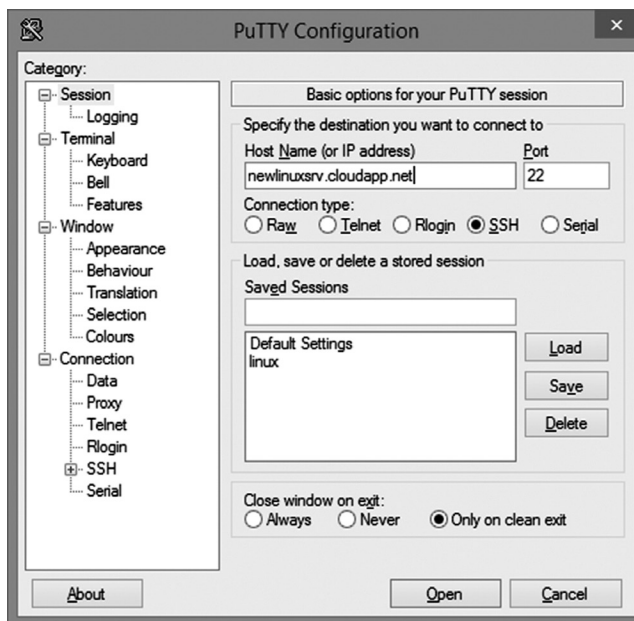 PuTTY Configuration
Category:
Session
Logging
Terminal
Keyboard
Bell
Features
Window
Appearance
Behaviour
Translation
Selection
Colours
Connection
Data
Proxy
Telnet
Rlogin
SSH
Serial
Basic options for your PuTTY session
Specify the destination you want to connect to
Host Name (or IP address) Port
newlinuxsrv.cloudapp.net 22
Connection type:
Raw Telnet Rlogin SSH Serial
Load, save or delete a stored session
Saved Sessions
Default Settings
linux
Load
Save
Delete
Close window on exit:
Always Never Only on clean exit
About Open Cancel